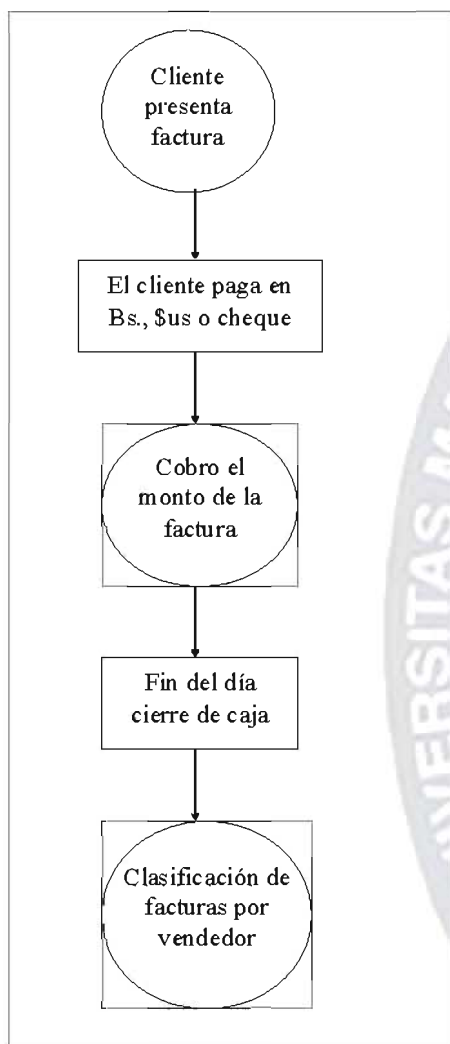 Cliente
presenta
factura
El cliente paga en
Bs., $us o cheque
Cobro el
monto de la
factura
Fin del día
cierre de caja
Clasificación de
facturas por
vendedor